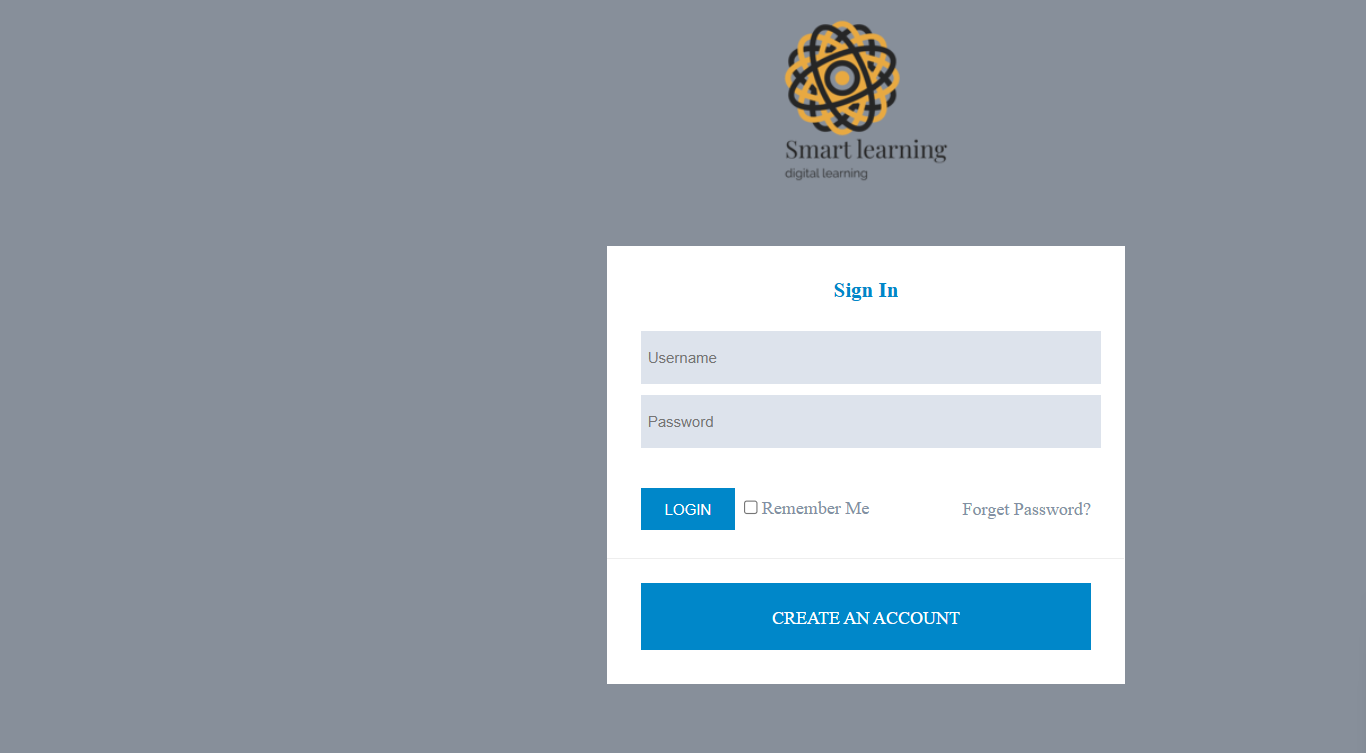 Smart learning
digital learning
Sign In
Username
Password
LOGIN Remember Me Forget Password?
CREATE AN ACCOUNT